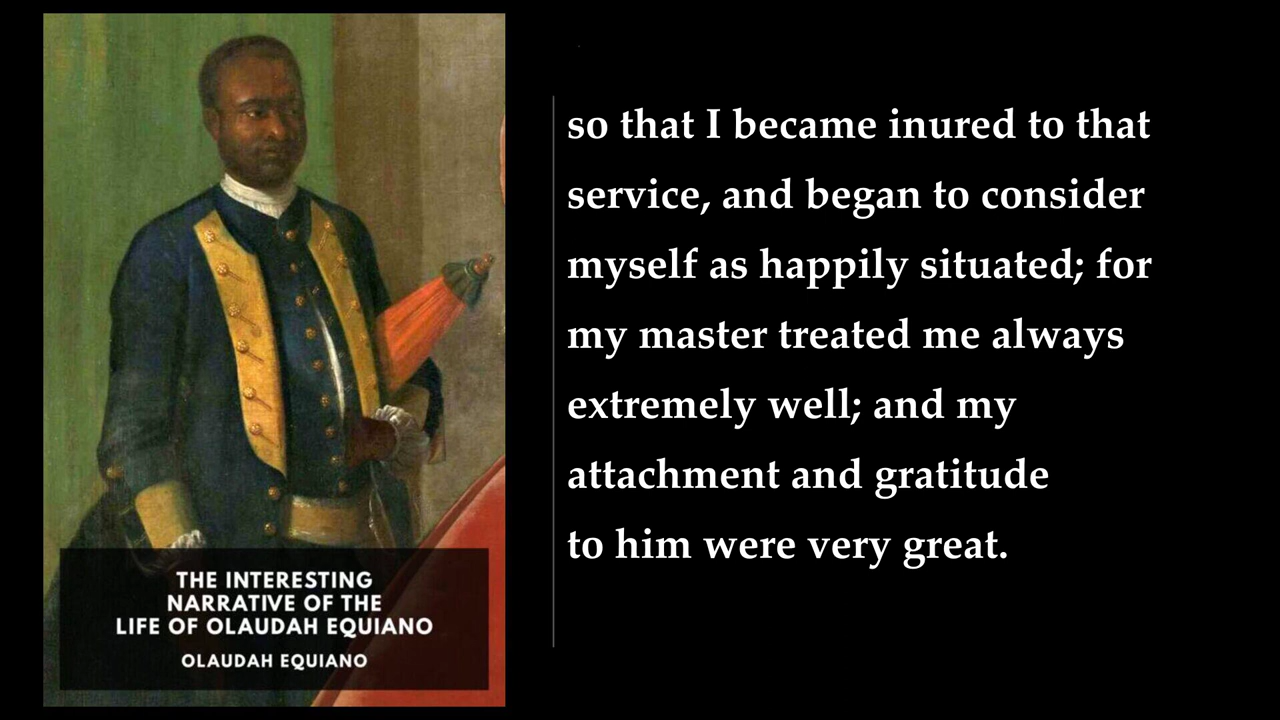 THE INTERESTING
NARRATIVE OF THE
LIFE OF OLAUDAH EQUIANO
OLAUDAH EQUIANO
so that I became inured to that
service, and began to consider
myself as happily situated; for
my master treated me always
extremely well; and my
attachment and gratitude
to him were very great.